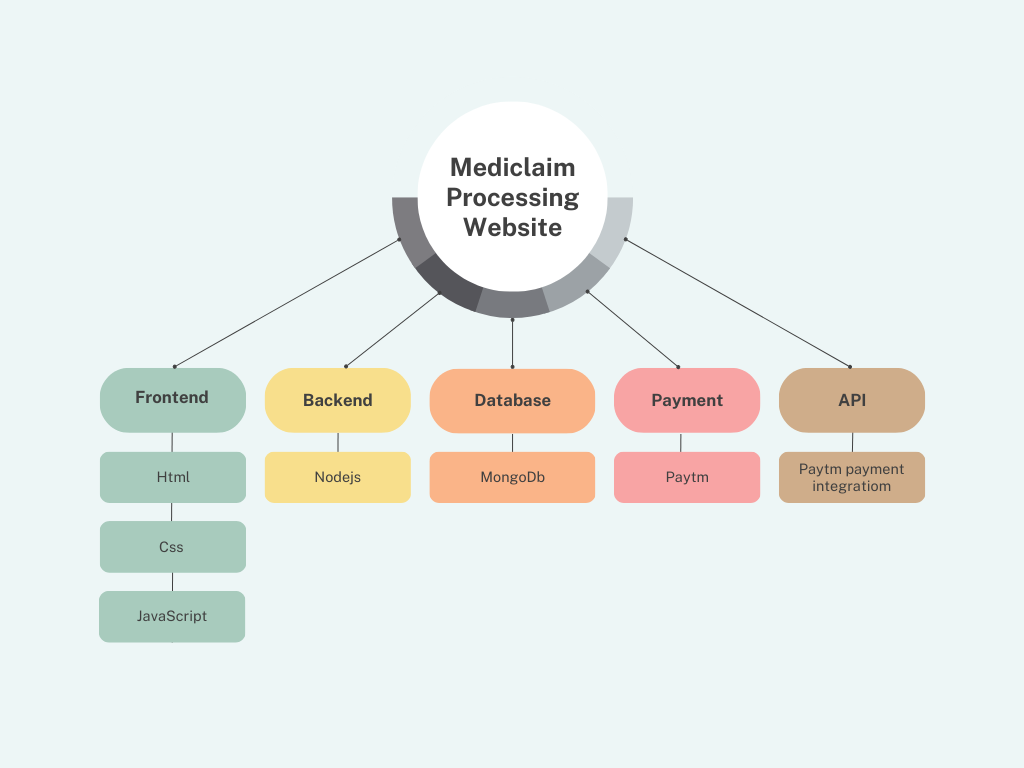 Mediclaim
Processing
Website
Frontend
Backend
Database
Payment
API
Html
Nodejs
MongoDb
Paytm
Paytm payment
integratiom
Css
JavaScript